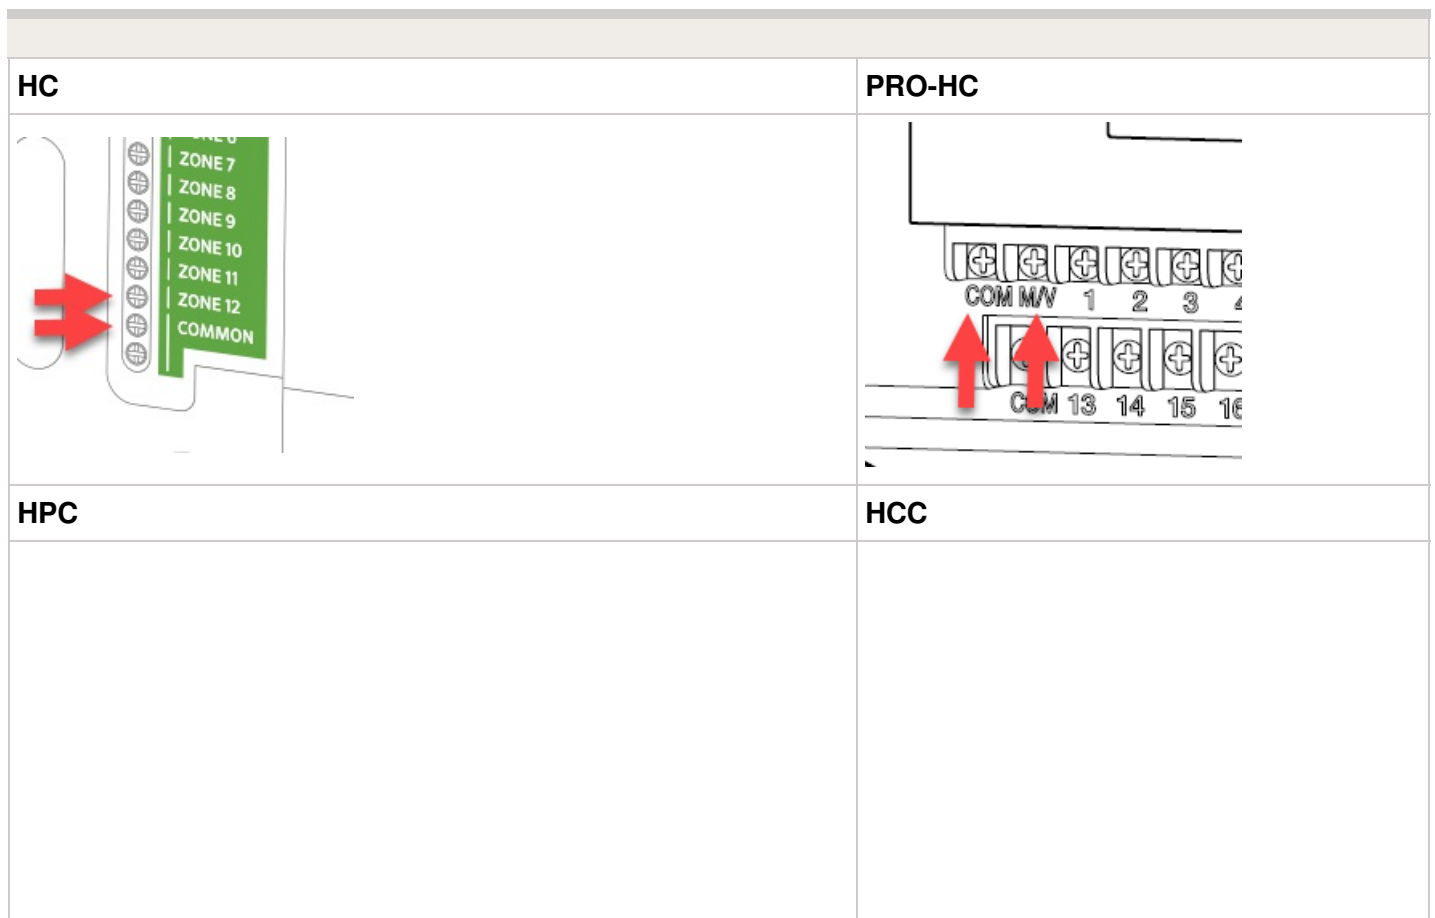 HC
PRO-HC
ZONE 7
ZONE 8
ZONE 9
ZONE 10
ZONE 11
ZONE 12
COMMON
COM M/V 1 2 3
13 14 15 16
HPC
HCC